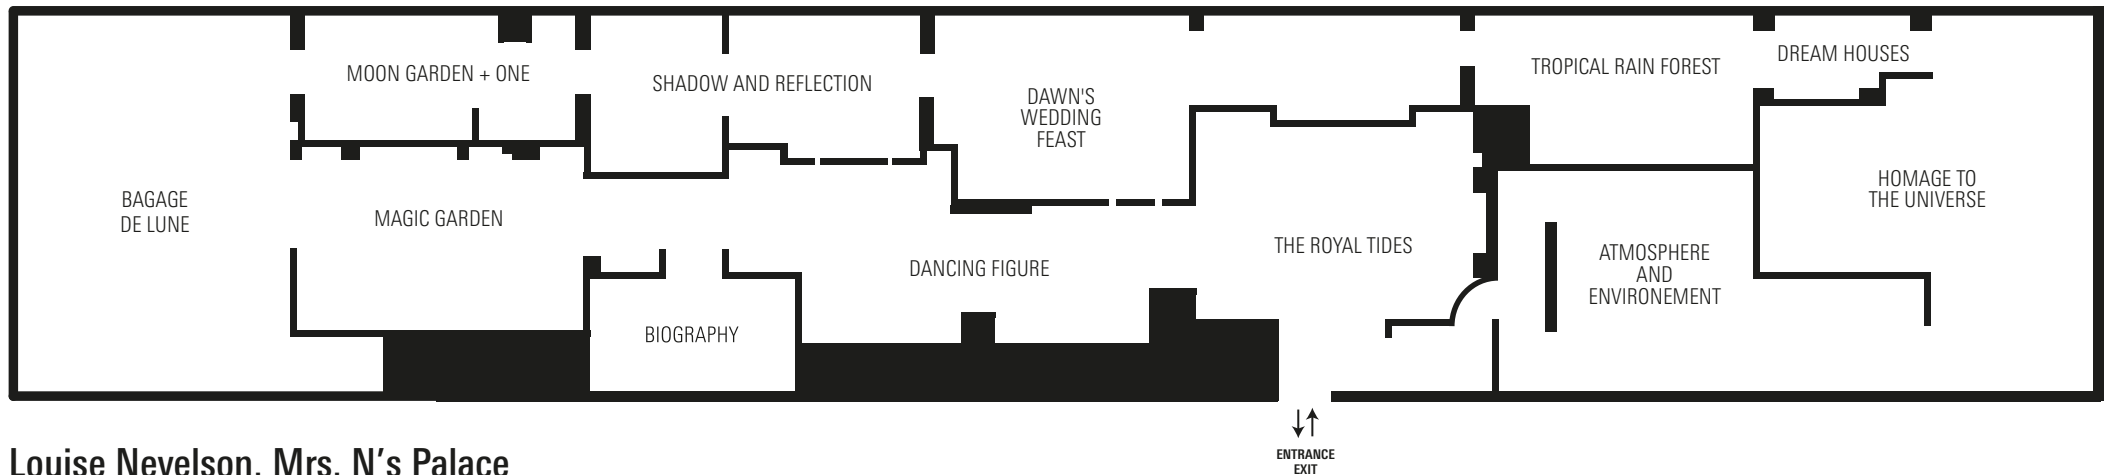 MOON GARDEN + ONE
SHADOW AND REFLECTION
DAWN'S
WEDDING
FEAST
TROPICAL RAIN FOREST
DREAM HOUSES
BAGAGE
DE LUNE
MAGIC GARDEN
DANCING FIGURE
THE ROYAL TIDES
ATMOSPHERE
AND
ENVIRONEMENT
HOMAGE TO
THE UNIVERSE
BIOGRAPHY
ENTRANCE
EXIT
Louise Nevelson. Mrs. N’s Palace